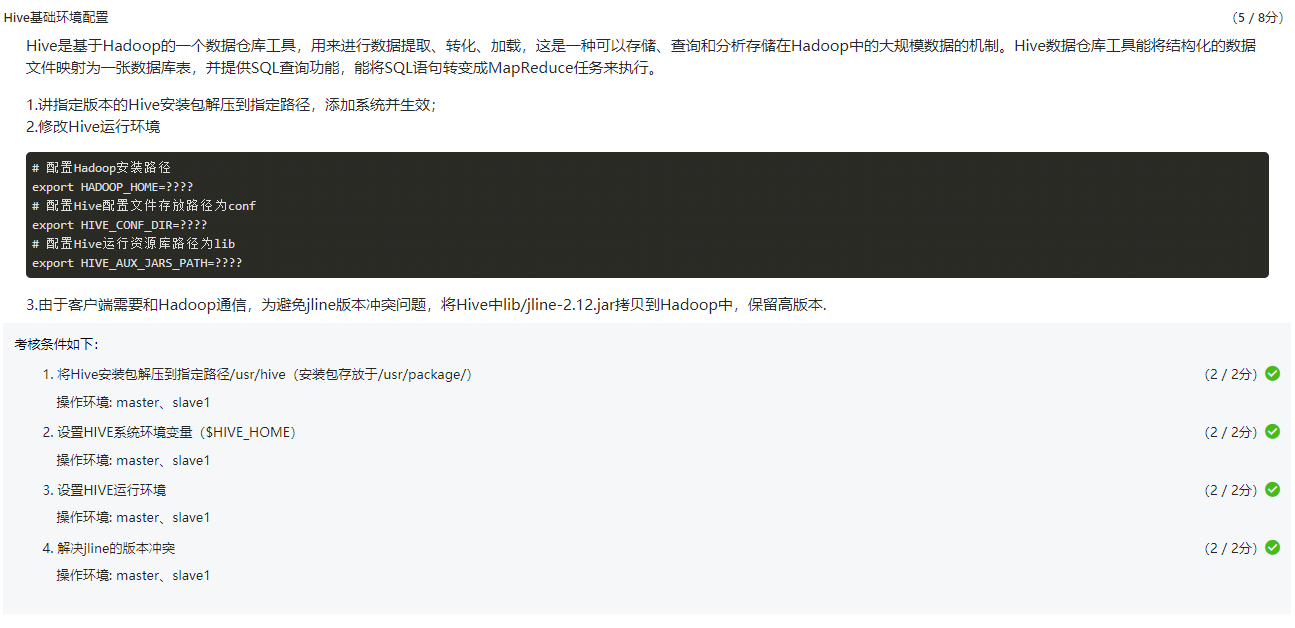 Hive基础环境配置
（5 / 8分）
Hive是基于Hadoop的一个数据仓库工具，用来进行数据提取、转化、加载，这是一种可以存储、查询和分析存储在Hadoop中的大规模数据的机制。Hive数据仓库工具能将结构化的数据
文件映射为一张数据库表，并提供SQL查询功能，能将SQL语句转变成MapReduce任务来执行。
1.讲指定版本的Hive安装包解压到指定路径，添加系统并生效；
2.修改Hive运行环境
# 配置Hadoop安装路径
export HADOOP_HOME=????
# 配置Hive配置文件存放路径为conf
export HIVE_CONF_DIR=????
# 配置Hive运行资源库路径为lib
export HIVE_AUX_JARS_PATH=????
3.由于客户端需要和Hadoop通信，为避免jline版本冲突问题，将Hive中lib/jline-2.12.jar拷贝到Hadoop中，保留高版本.
考核条件如下：
1. 将Hive安装包解压到指定路径/usr/hive（安装包存放于/usr/package/）
（2 / 2分）
操作环境: master、slave1
2. 设置HIVE系统环境变量（$HIVE_HOME）
（2 / 2分）
操作环境: master、slave1
3. 设置HIVE运行环境
（2 / 2分）
操作环境: master、slave1
4. 解决jline的版本冲突
（2 / 2分）
操作环境: master、slave1